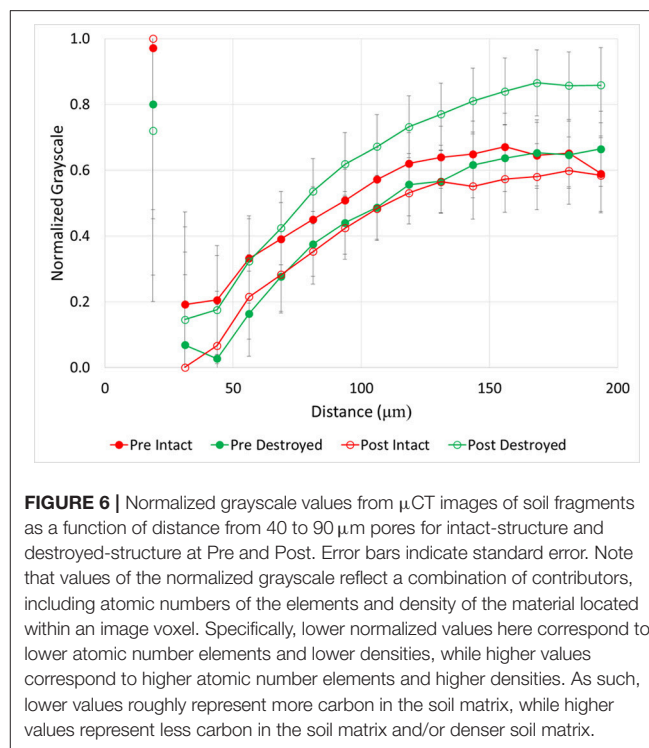 1.0
0.8
0.6
0.4
0.2
0.0
Normalized Grayscale
0 50 100 150 200
Distance (µm)
Pre Intact Pre Destroyed Post Intact Post Destroyed
FIGURE 6 | Normalized grayscale values from µCT images of soil fragments
as a function of distance from 40 to 90 µm pores for intact-structure and
destroyed-structure at Pre and Post. Error bars indicate standard error. Note
that values of the normalized grayscale reflect a combination of contributors,
including atomic numbers of the elements and density of the material located
within an image voxel. Specifically, lower normalized values here correspond to
lower atomic number elements and lower densities, while higher values
correspond to higher atomic number elements and higher densities. As such,
lower values roughly represent more carbon in the soil matrix, while higher
values represent less carbon in the soil matrix and/or denser soil matrix.